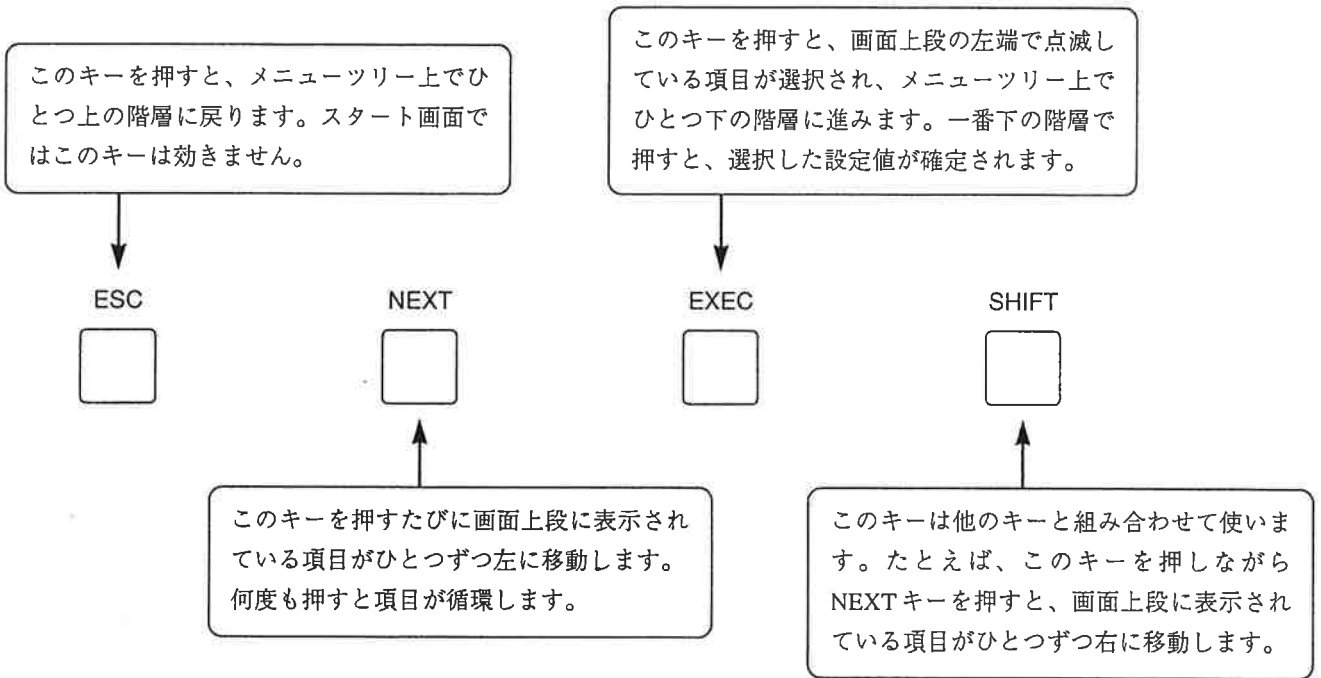 このキーを押すと、メニューツリー上でひ
とつ上の階層に戻ります。スタート画面で
はこのキーは効きません。
このキーを押すと、画面上段の左端で点滅し
ている項目が選択され、メニューツリー上で
ひとつ下の階層に進みます。一番下の階層で
押すと、選択した設定値が確定されます。
ESC
NEXT
EXEC
SHIFT
このキーを押すたびに画面上段に表示され
ている項目がひとつずつ左に移動します。
何度も押すと項目が循環します。
このキーは他のキーと組み合わせて使いま
す。たとえば、このキーを押しながら
NEXTキーを押すと、画面上段に表示され
ている項目がひとつずつ右に移動します。